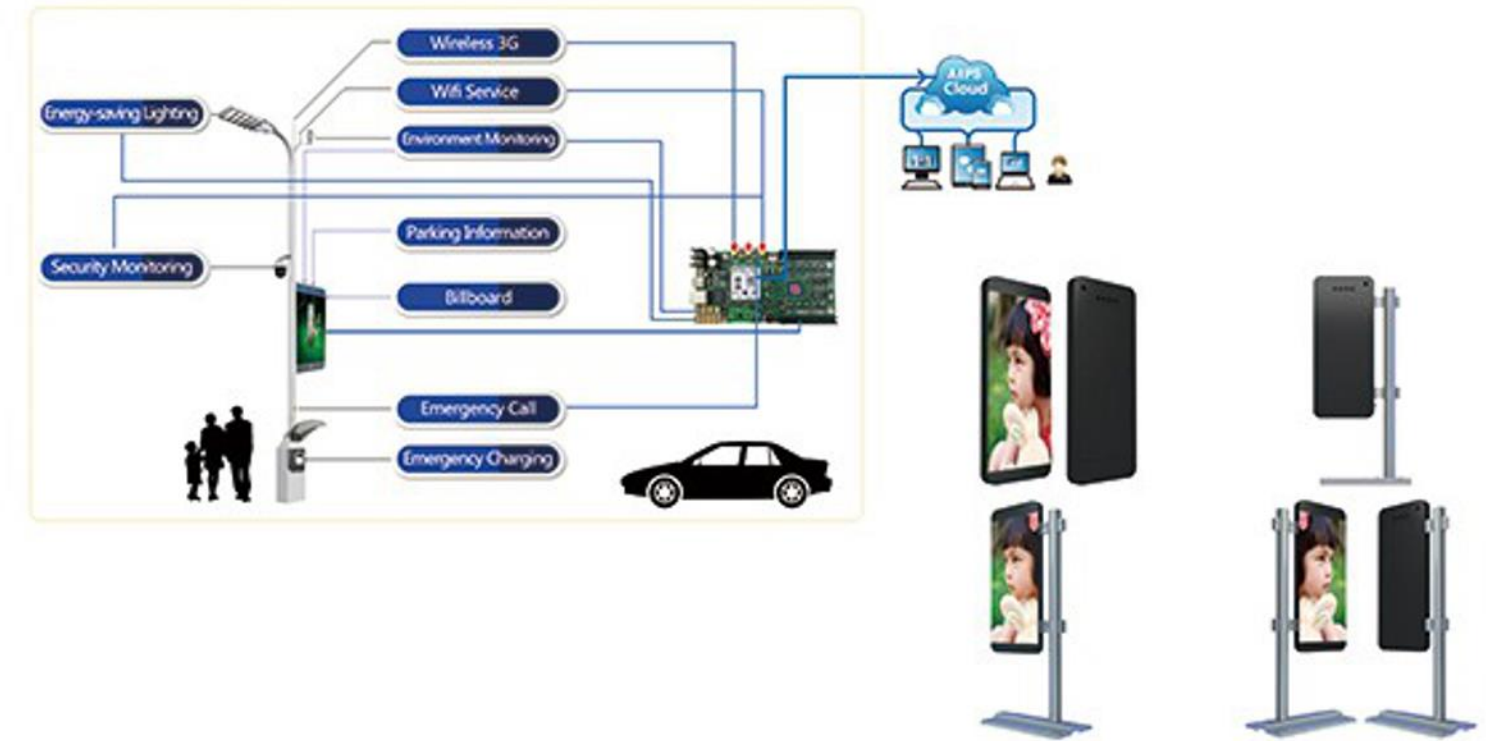 Wireless 3G
Wifi Service
Energy-saving Lighting
Environment Monitoring
Parking Information
Security Monitoring
Billboard
Emergency Call
Emergency Charging
Cloud